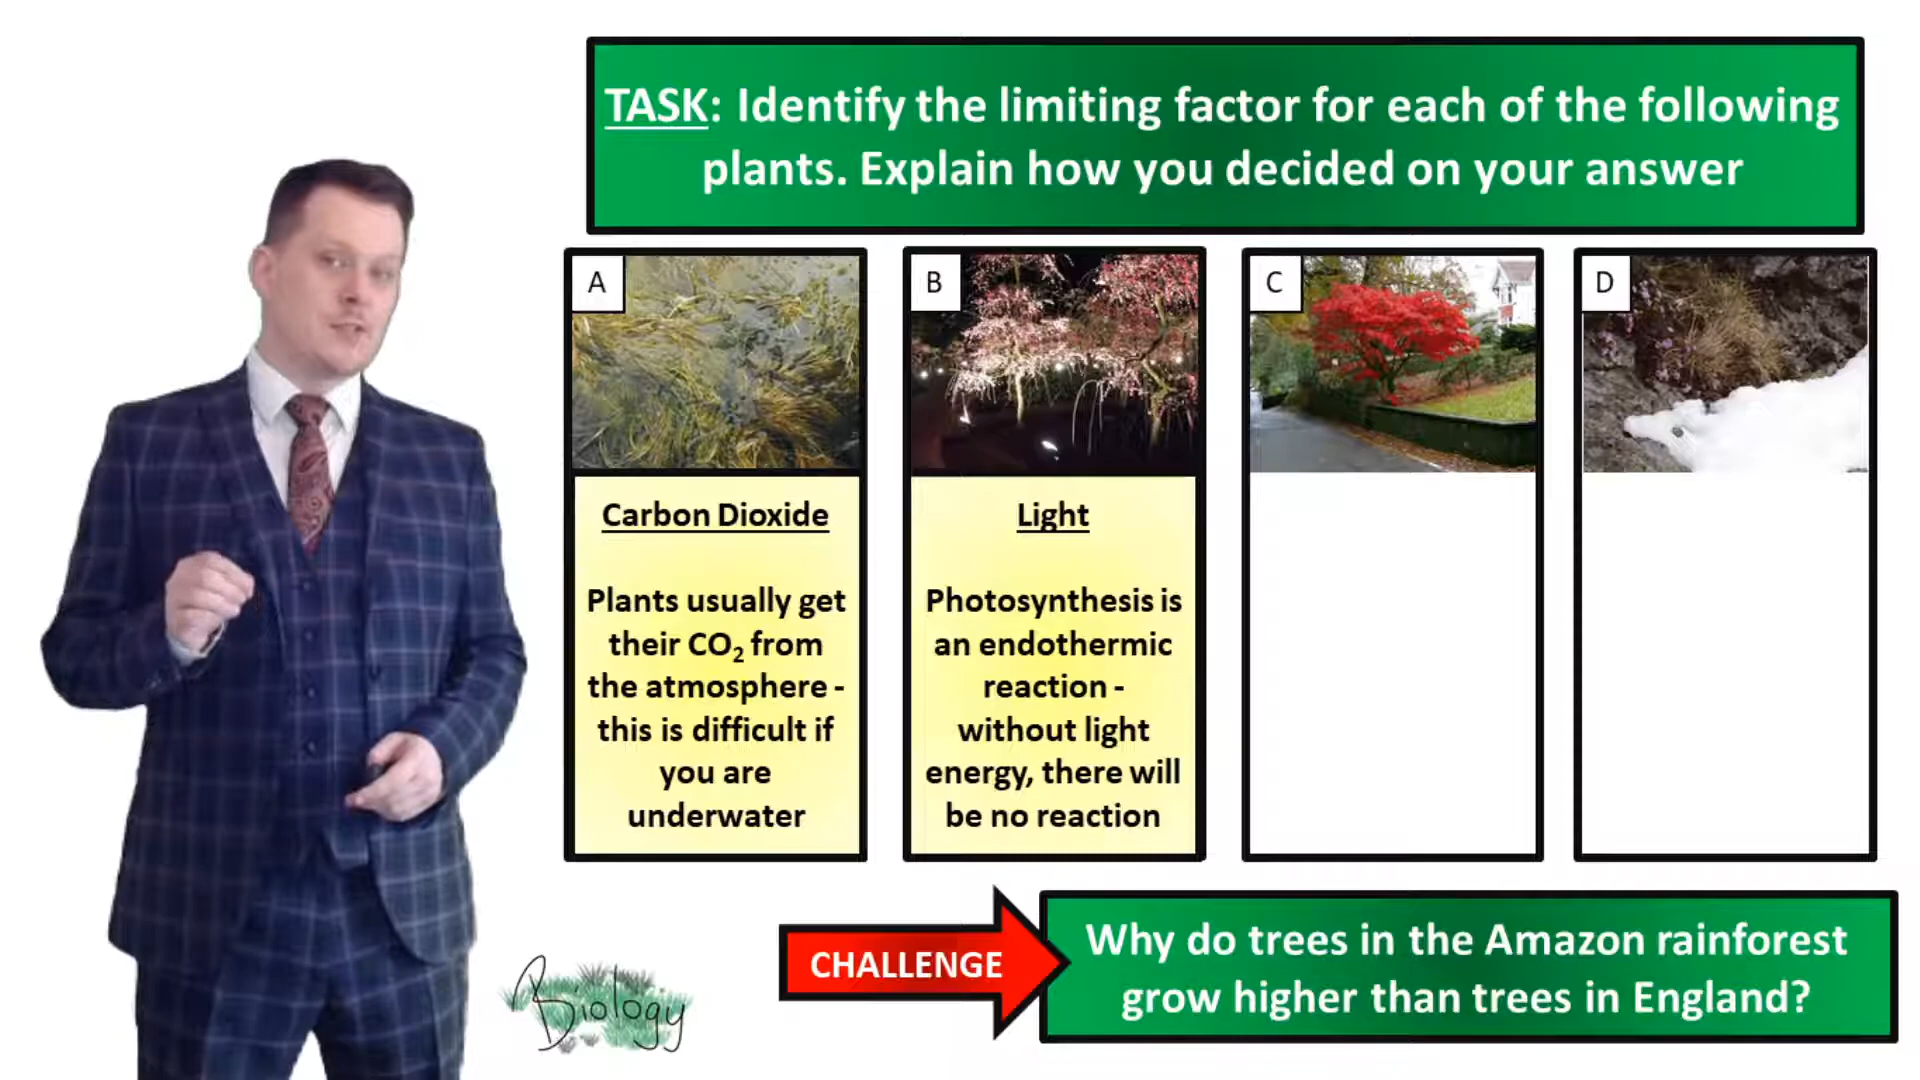 TASK: Identify the limiting factor for each of the following
plants. Explain how you decided on your answer
A
Carbon Dioxide
Plants usually get
their CO₂ from
the atmosphere -
this is difficult if
you are
underwater
B
Light
Photosynthesis is
an endothermic
reaction -
without light
energy, there will
be no reaction
C
D
CHALLENGE
Why do trees in the Amazon rainforest
grow higher than trees in England?
Biology